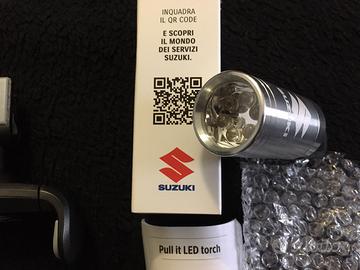 INQUADRA
IL QR CODE
E SCOPRI
IL MONDO
DEI SERVIZI
SUZUKI.
SUZUKI
Pull it LED torch